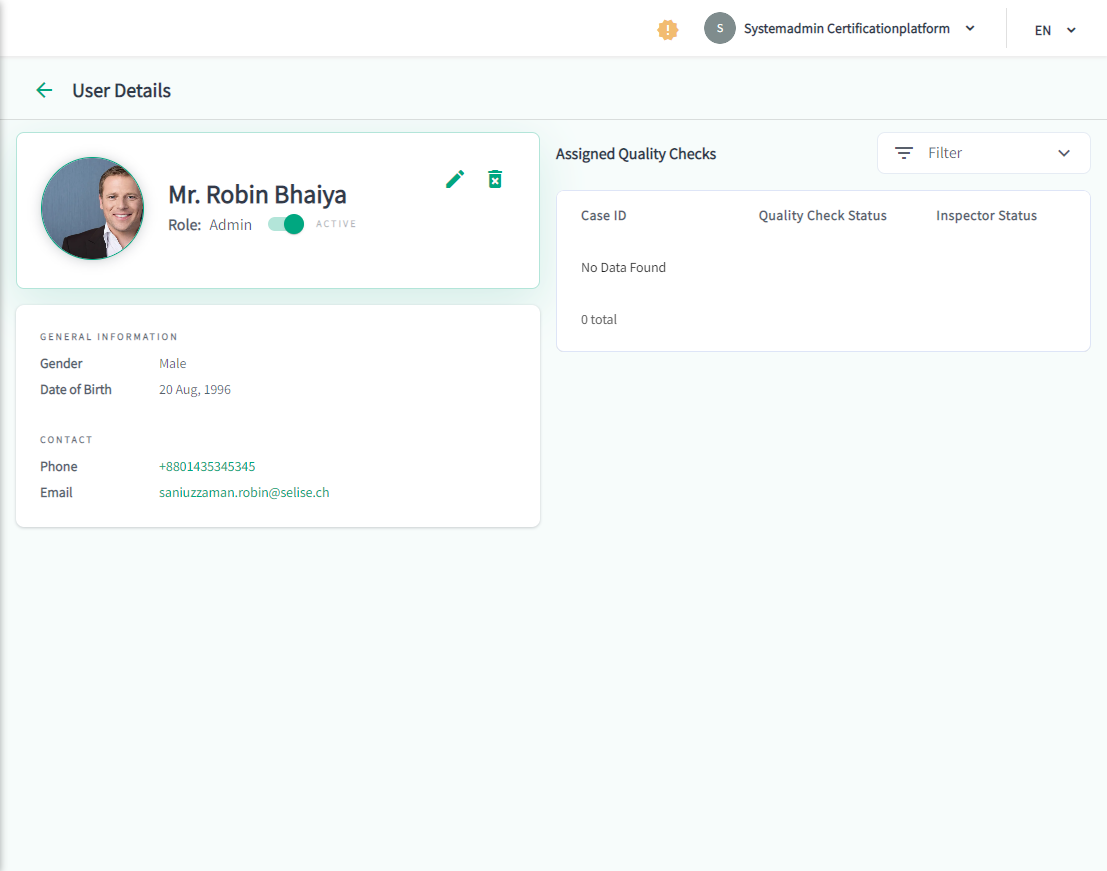 S
Systemadmin Certificationplatform
EN
User Details
Mr. Robin Bhaiya
Role: Admin
ACTIVE
GENERAL INFORMATION
Gender Male
Date of Birth 20 Aug, 1996
CONTACT
Phone +8801435345345
Email saniuzzaman.robin@selise.ch
Assigned Quality Checks
Filter
Case ID Quality Check Status Inspector Status
No Data Found
0 total